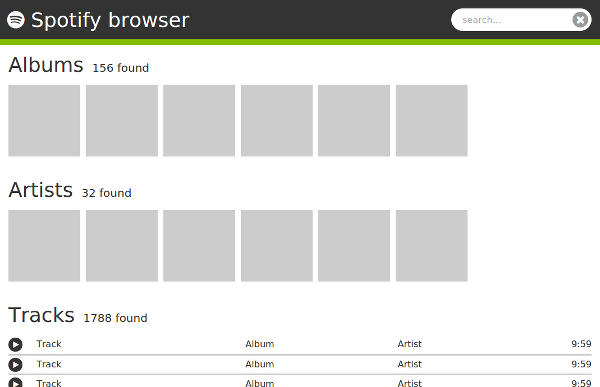 Spotify browser search...
Albums 156 found
Artists 32 found
Tracks 1788 found
Track Album Artist 9:59
Track Album Artist 9:59
Track Album Artist 9:59